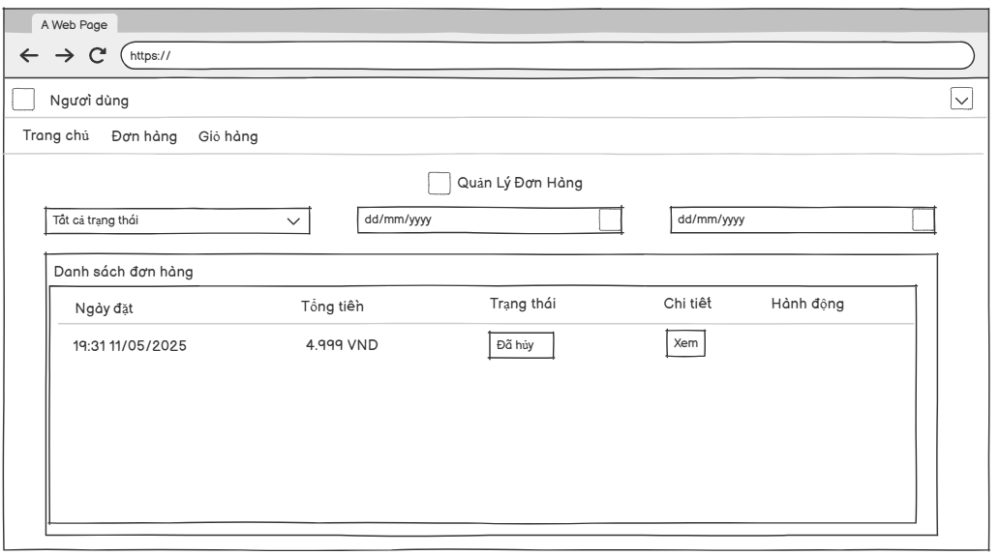 A Web Page
https://
Người dùng
Trang chủ Đơn hàng Giỏ hàng
Quản Lý Đơn Hàng
Tất cả trạng thái dd/mm/yyyy dd/mm/yyyy
Danh sách đơn hàng
Ngày đặt Tổng tiền Trạng thái Chi tiết Hành động
19:31 11/05/2025 4.999 VND Đã hủy Xem